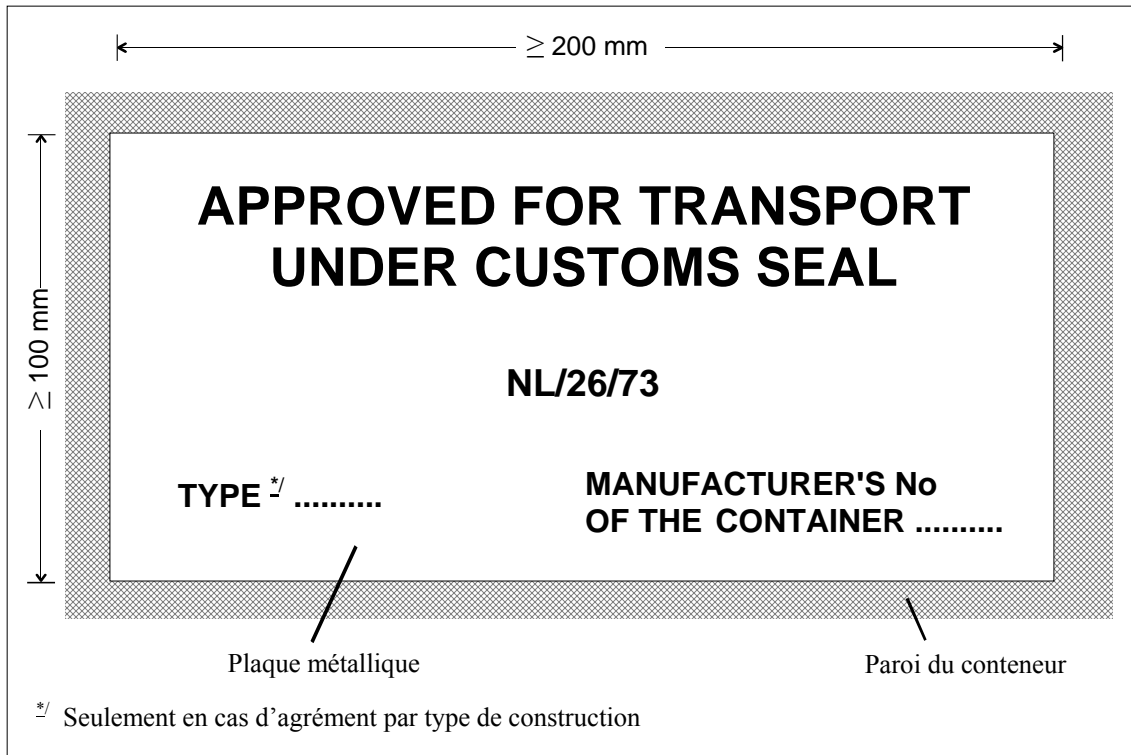 ≥ 200 mm
≥ 100 mm
APPROVED FOR TRANSPORT
UNDER CUSTOMS SEAL
NL/26/73
TYPE */ ..........
MANUFACTURER'S No
OF THE CONTAINER ..........
Plaque métallique
Paroi du conteneur
*/ Seulement en cas d’agrément par type de construction